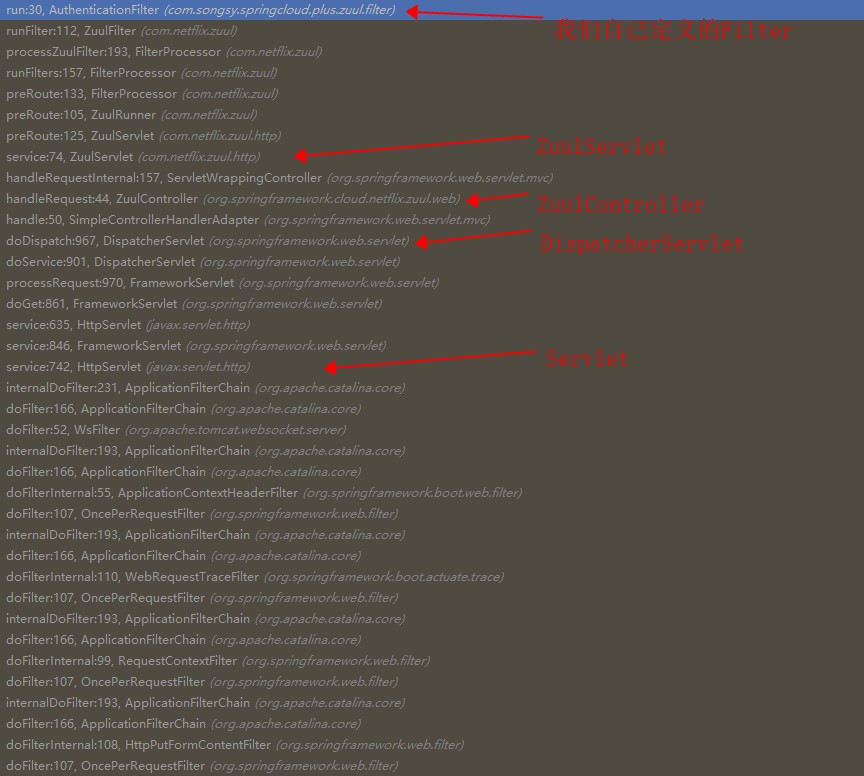 run:30, AuthenticationFilter (com.songsy.springcloud.plus.zuul.filter)
我们自己定义的Filter
runFilter:112, ZuulFilter (com.netflix.zuul)
processZuulFilter:193, FilterProcessor (com.netflix.zuul)
runFilters:157, FilterProcessor (com.netflix.zuul)
preRoute:133, FilterProcessor (com.netflix.zuul)
preRoute:105, ZuulRunner (com.netflix.zuul)
preRoute:125, ZuulServlet (com.netflix.zuul.http)
service:74, ZuulServlet (com.netflix.zuul.http)
ZuulServlet
handleRequestInternal:157, ServletWrappingController (org.springframework.web.servlet.mvc)
handleRequest:44, ZuulController (org.springframework.cloud.netflix.zuul.web)
ZuulController
handle:50, SimpleControllerHandlerAdapter (org.springframework.web.servlet.mvc)
doDispatch:967, DispatcherServlet (org.springframework.web.servlet)
DispatcherServlet
doService:901, DispatcherServlet (org.springframework.web.servlet)
processRequest:970, FrameworkServlet (org.springframework.web.servlet)
doGet:861, FrameworkServlet (org.springframework.web.servlet)
service:635, HttpServlet (javax.servlet.http)
service:846, FrameworkServlet (org.springframework.web.servlet)
service:742, HttpServlet (javax.servlet.http)
Servlet
internalDoFilter:231, ApplicationFilterChain (org.apache.catalina.core)
doFilter:166, ApplicationFilterChain (org.apache.catalina.core)
doFilter:52, WsFilter (org.apache.tomcat.websocket.server)
internalDoFilter:193, ApplicationFilterChain (org.apache.catalina.core)
doFilter:166, ApplicationFilterChain (org.apache.catalina.core)
doFilterInternal:55, ApplicationContextHeaderFilter (org.springframework.boot.web.filter)
doFilter:107, OncePerRequestFilter (org.springframework.web.filter)
internalDoFilter:193, ApplicationFilterChain (org.apache.catalina.core)
doFilter:166, ApplicationFilterChain (org.apache.catalina.core)
doFilterInternal:110, WebRequestTraceFilter (org.springframework.boot.actuate.trace)
doFilter:107, OncePerRequestFilter (org.springframework.web.filter)
internalDoFilter:193, ApplicationFilterChain (org.apache.catalina.core)
doFilter:166, ApplicationFilterChain (org.apache.catalina.core)
doFilterInternal:99, RequestContextFilter (org.springframework.web.filter)
doFilter:107, OncePerRequestFilter (org.springframework.web.filter)
internalDoFilter:193, ApplicationFilterChain (org.apache.catalina.core)
doFilter:166, ApplicationFilterChain (org.apache.catalina.core)
doFilterInternal:108, HttpPutFormContentFilter (org.springframework.web.filter)
doFilter:107, OncePerRequestFilter (org.springframework.web.filter)